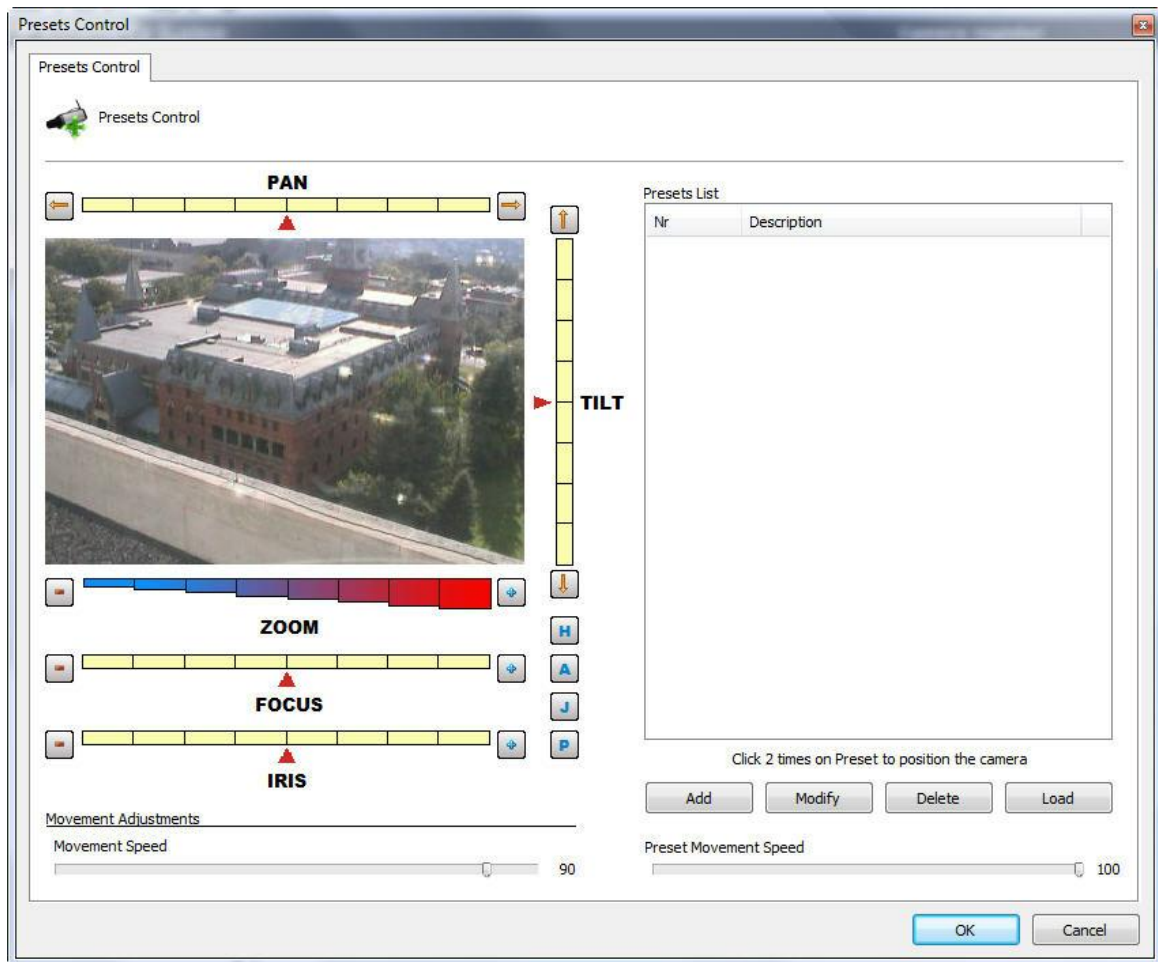 Presets Control
Presets Control
Presets Control
PAN
TILT
ZOOM
FOCUS
IRIS
H
A
J
P
Movement Adjustments
Movement Speed
90
Presets List
Nr Description
Click 2 times on Preset to position the camera
Add Modify Delete Load
Preset Movement Speed
100
OK Cancel